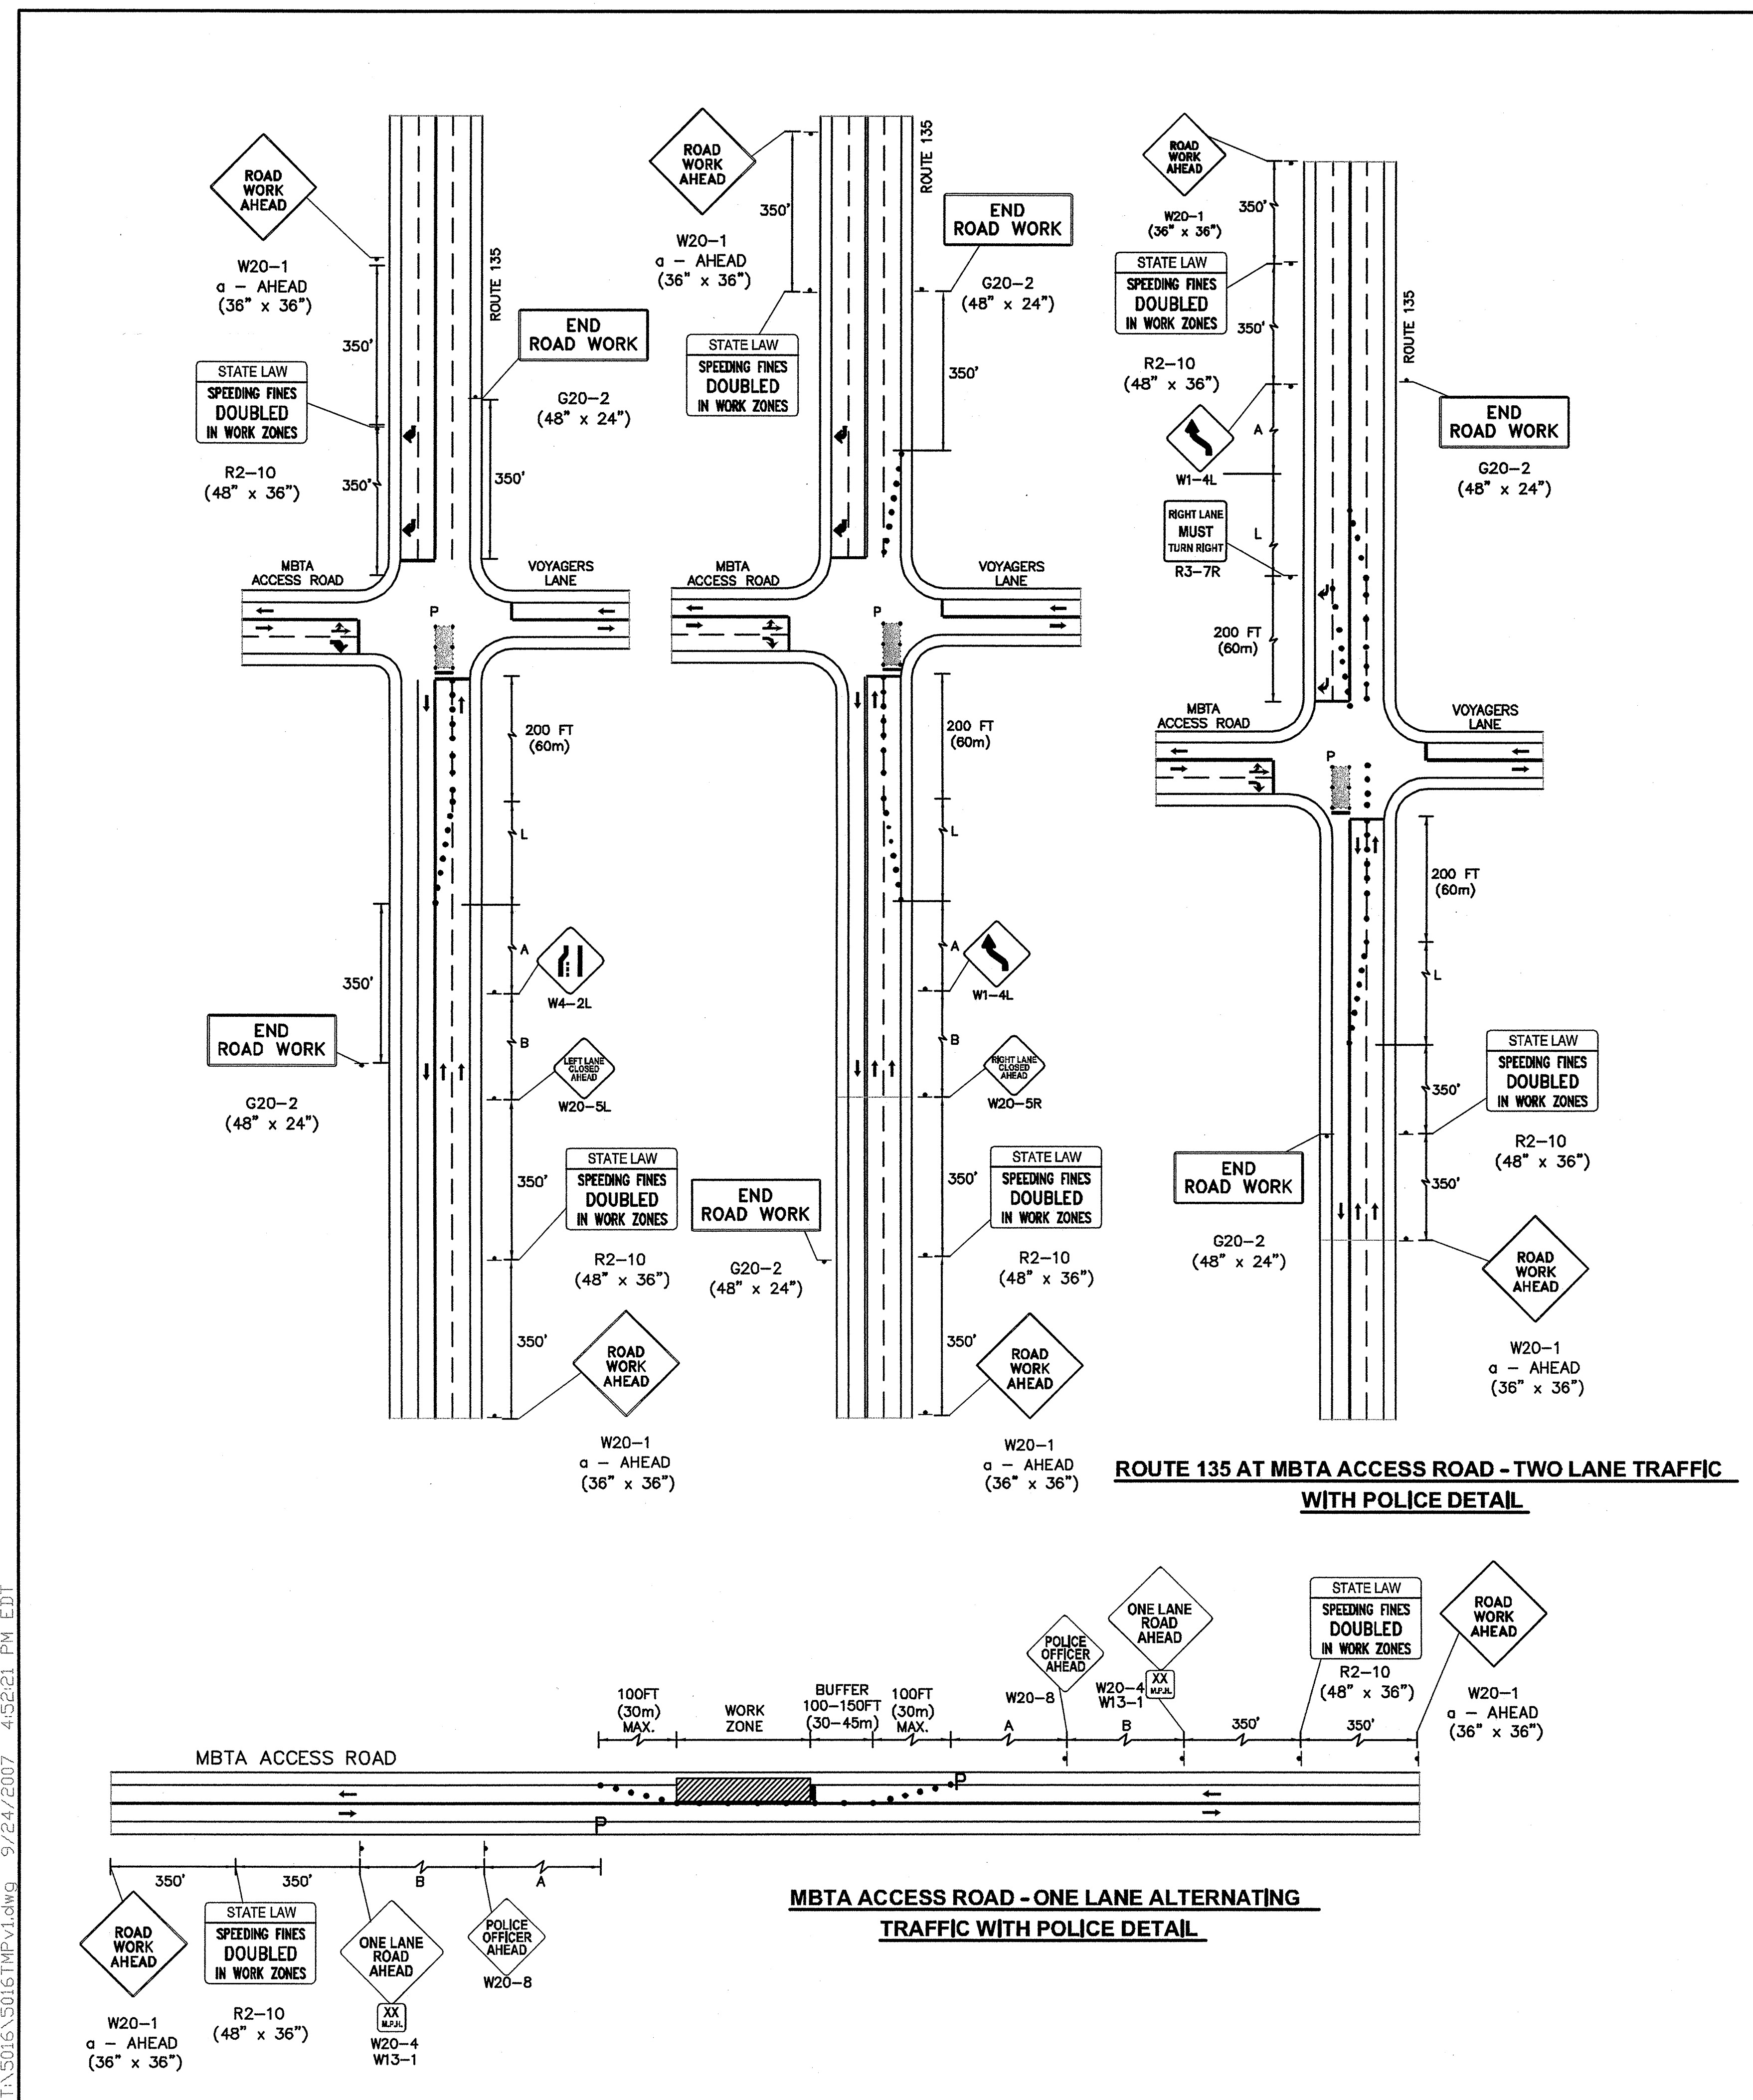 ROAD
WORK
AHEAD
W20-1
a - AHEAD
(36" x 36")
350'
STATE LAW
SPEEDING FINES
DOUBLED
IN WORK ZONES
R2-10
(48" x 36")
350'
ROUTE 135
END
ROAD WORK
G20-2
(48" x 24")
350'
MBTA
ACCESS ROAD
VOYAGERS
LANE
P
200 FT
(60m)
L
A
W4-2L
B
LEFT LANE
CLOSED
AHEAD
W20-5L
350'
END
ROAD WORK
G20-2
(48" x 24")
350'
STATE LAW
SPEEDING FINES
DOUBLED
IN WORK ZONES
R2-10
(48" x 36")
350'
ROAD
WORK
AHEAD
W20-1
a - AHEAD
(36" x 36")
ROAD
WORK
AHEAD
W20-1
a - AHEAD
(36" x 36")
350'
STATE LAW
SPEEDING FINES
DOUBLED
IN WORK ZONES
ROUTE 135
END
ROAD WORK
G20-2
(48" x 24")
350'
MBTA
ACCESS ROAD
VOYAGERS
LANE
P
200 FT
(60m)
L
A
W1-4L
B
RIGHT LANE
CLOSED
AHEAD
W20-5R
350'
END
ROAD WORK
G20-2
(48" x 24")
STATE LAW
SPEEDING FINES
DOUBLED
IN WORK ZONES
R2-10
(48" x 36")
350'
ROAD
WORK
AHEAD
W20-1
a - AHEAD
(36" x 36")
ROAD
WORK
AHEAD
W20-1
(36" x 36")
350'
STATE LAW
SPEEDING FINES
DOUBLED
IN WORK ZONES
350'
R2-10
(48" x 36")
ROUTE 135
A
W1-4L
END
ROAD WORK
G20-2
(48" x 24")
RIGHT LANE
MUST
TURN RIGHT
R3-7R
L
200 FT
(60m)
MBTA
ACCESS ROAD
VOYAGERS
LANE
P
200 FT
(60m)
L
350'
STATE LAW
SPEEDING FINES
DOUBLED
IN WORK ZONES
R2-10
(48" x 36")
END
ROAD WORK
G20-2
(48" x 24")
350'
ROAD
WORK
AHEAD
W20-1
a - AHEAD
(36" x 36")
ROUTE 135 AT MBTA ACCESS ROAD - TWO LANE TRAFFIC
WITH POLICE DETAIL
100FT
(30m)
MAX.
WORK
ZONE
BUFFER
100-150FT
(30-45m)
100FT
(30m)
MAX.
A
POLICE
OFFICER
AHEAD
W20-8
B
ONE LANE
ROAD
AHEAD
XX
M.P.H.
W20-4
W13-1
350'
STATE LAW
SPEEDING FINES
DOUBLED
IN WORK ZONES
R2-10
(48" x 36")
350'
ROAD
WORK
AHEAD
W20-1
a - AHEAD
(36" x 36")
MBTA ACCESS ROAD
P
P
350'
350'
B
A
ROAD
WORK
AHEAD
W20-1
a - AHEAD
(36" x 36")
STATE LAW
SPEEDING FINES
DOUBLED
IN WORK ZONES
R2-10
(48" x 36")
ONE LANE
ROAD
AHEAD
XX
M.P.H.
W20-4
W13-1
POLICE
OFFICER
AHEAD
W20-8
MBTA ACCESS ROAD - ONE LANE ALTERNATING
TRAFFIC WITH POLICE DETAIL
T:\5016\5016TMPv1.dwg 9/24/2007 4:52:21 PM EDT